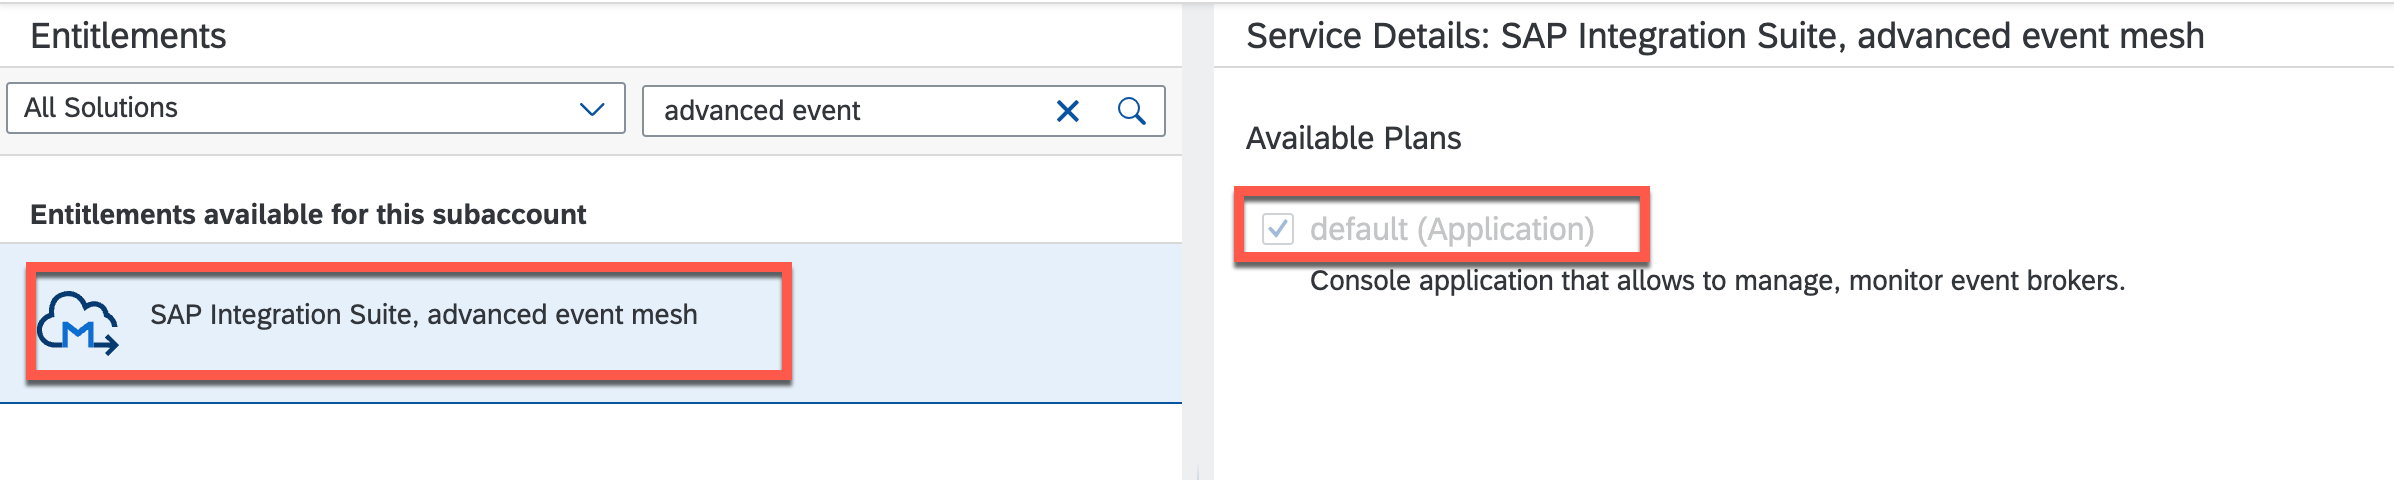 Entitlements
All Solutions
advanced event
Entitlements available for this subaccount
SAP Integration Suite, advanced event mesh
Service Details: SAP Integration Suite, advanced event mesh
Available Plans
default (Application)
Console application that allows to manage, monitor event brokers.